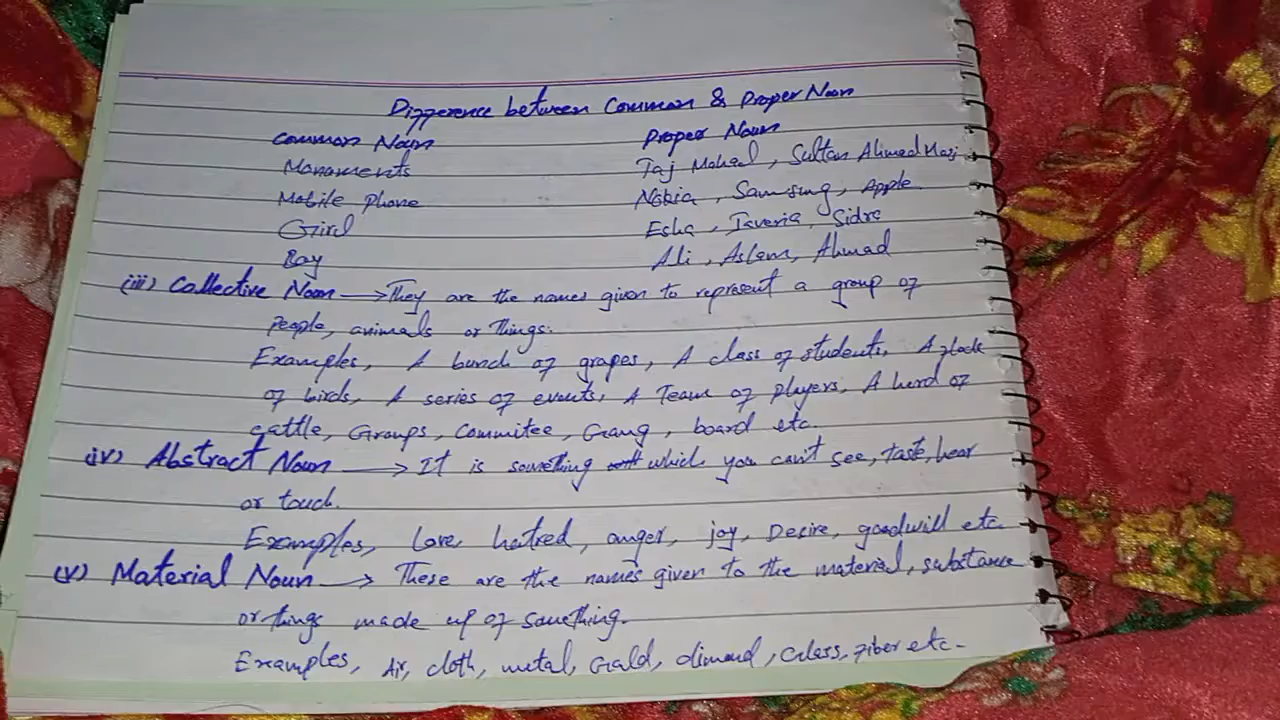 Difference between Common & Proper Noun
Common Noun Proper Noun
Monuments Taj Mahal, Sultan Ahmed Masj
Mobile Phone Nokia, Samsung, Apple
Girl Esha, Javeria, Sidra
Boy Ali, Aslam, Ahmad
(iii) Collective Noun → They are the names given to represent a group of
People, animals or things.
Examples, A bunch of grapes, A class of students, A flock
of birds, A series of events, A Team of players, A herd of
cattle, Groups, Commitee, Gang, board etc.
(iv) Abstract Noun → It is something which you can't see, taste, hear
or touch.
Examples, Love, hatred, anger, joy, Desire, goodwill etc
(v) Material Noun → These are the names given to the material, substance
or things made up of something.
Examples, Air, cloth, metal, Gold, dimond, Glass, Fiber etc.